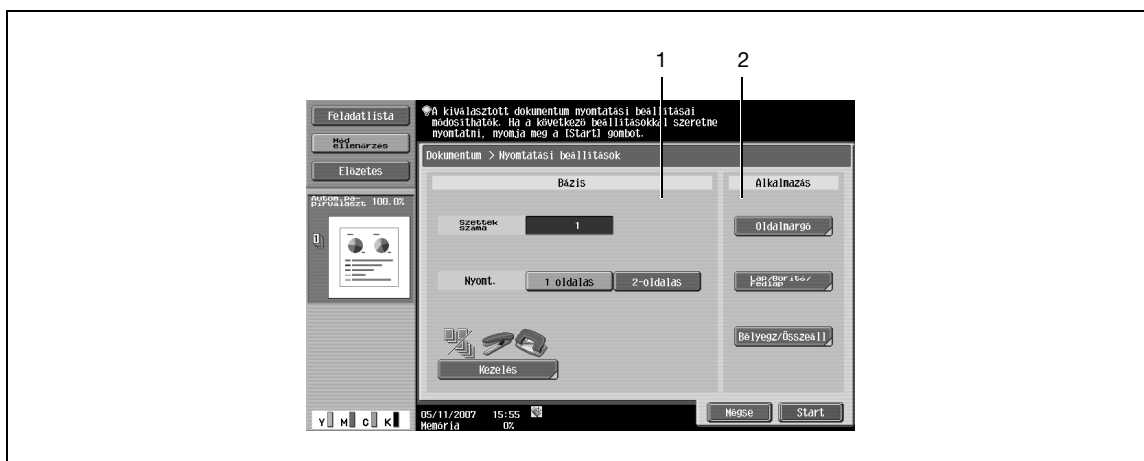 1 2
Feladatlista
Mód
ellenőrzés
Előzetes
Autom.pa-
pírválaszt 100.0%
A kiválasztott dokumentum nyomtatási beállításai
módosíthatók. Ha a következő beállításokkal szeretne
nyomtatni, nyomja meg a [Start] gombot.
Dokumentum > Nyomtatási beállítások
Bázis
Alkalmazás
Szettek
száma
1
Oldalmargó
Nyomt.
1 oldalas
2-oldalas
Lap/Borító/
Fedlap
Bélyegz/Összeáll
Kezelés
Mégse
Start
05/11/2007 15:55
Memória 0%
Y M C K